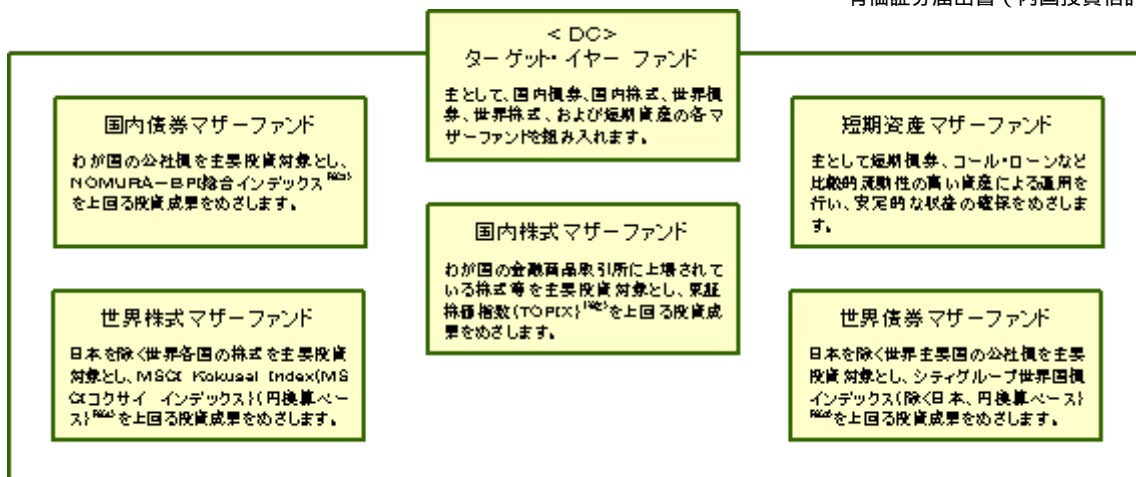 ＜DC＞
ターゲット・イヤー ファンド
主として、国内債券、国内株式、世界債
券、世界株式、および短期資産の各マ
ザーファンドを組み入れます。
国内債券マザーファンド
わが国の公社債を主要投資対象とし、
NOMURA－BPI総合インデックス
を上回る投資成果をめざします。
短期資産マザーファンド
主として短期債券、コール・ローンなど
比較的流動性の高い資産による運用を
行い、安定的な収益の確保をめざしま
す。
国内株式マザーファンド
わが国の金融商品取引所に上場されて
いる株式等を主要投資対象とし、東証
株価指数（TOPIX）を上回る投資成
果をめざします。
世界株式マザーファンド
日本を除く世界各国の株式を主要投資
対象とし、MSCI Kokusai Index（MS
CIコクサイ インデックス）（円換算ベー
ス）を上回る投資成果をめざします。
世界債券マザーファンド
日本を除く世界主要国の公社債を主要
投資対象とし、シティグループ世界国債
インデックス（除く日本、円換算ベース）
を上回る投資成果をめざします。